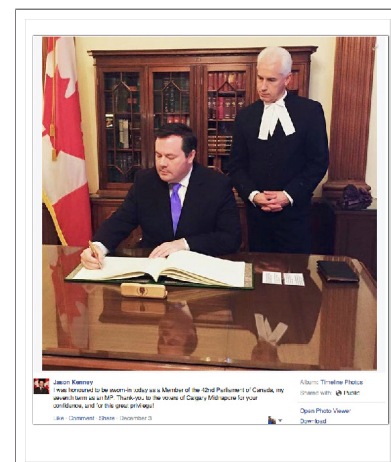 Jason Kenney
I was honoured to be sworn-in today as a Member of the 42nd Parliament of Canada, my
seventh term as an MP. Thank-you to the voters of Calgary Midnapore for your
confidence, and for this great privilege!
Like · Comment · Share · December 3
Album: Timeline Photos
Shared with: Public
Open Photo Viewer
Download